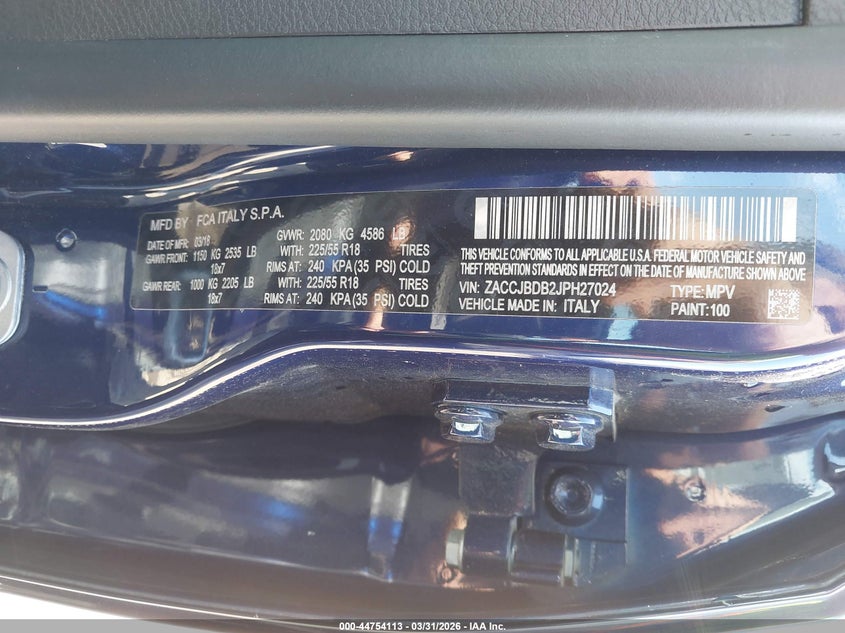 MFD BY FCA ITALY S.P.A.
DATE OF MFR: 03/18 GVWR: 2080 KG 4586 LB
GAWR FRONT: 1150 KG 2535 LB WITH: 225/55 R18 TIRES
18x7 RIMS AT: 240 KPA(35 PSI) COLD
GAWR REAR: 1000 KG 2205 LB WITH: 225/55 R18 TIRES
18x7 RIMS AT: 240 KPA(35 PSI) COLD
THIS VEHICLE CONFORMS TO ALL APPLICABLE U.S.A. FEDERAL MOTOR VEHICLE SAFETY AND
THEFT PREVENTION STANDARDS IN EFFECT ON THE DATE OF MANUFACTURE SHOWN ABOVE
VIN: ZACCJBDB2JPH27024 TYPE:MPV
VEHICLE MADE IN: ITALY PAINT:100
000-44754113 - 03/31/2026 - IAA Inc.